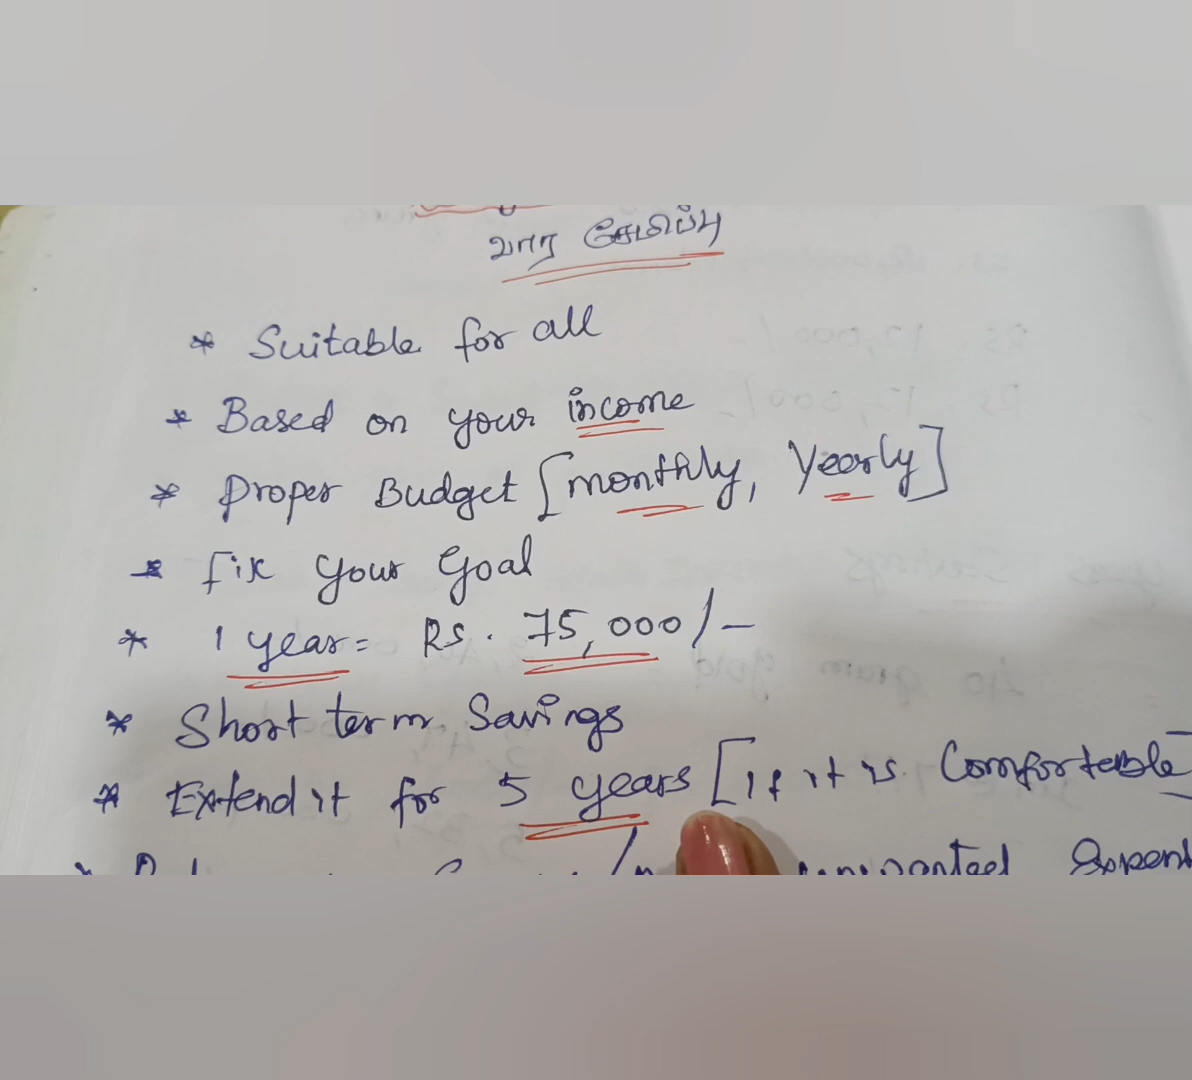 வார சேமிப்பு
* Suitable for all
* Based on your income
* Proper Budget [monthly, Yearly]
* Fix your Goal
* 1 year = Rs. 75,000/-
* Short term Savings
* Extend it for 5 years [if it is Comfortable]